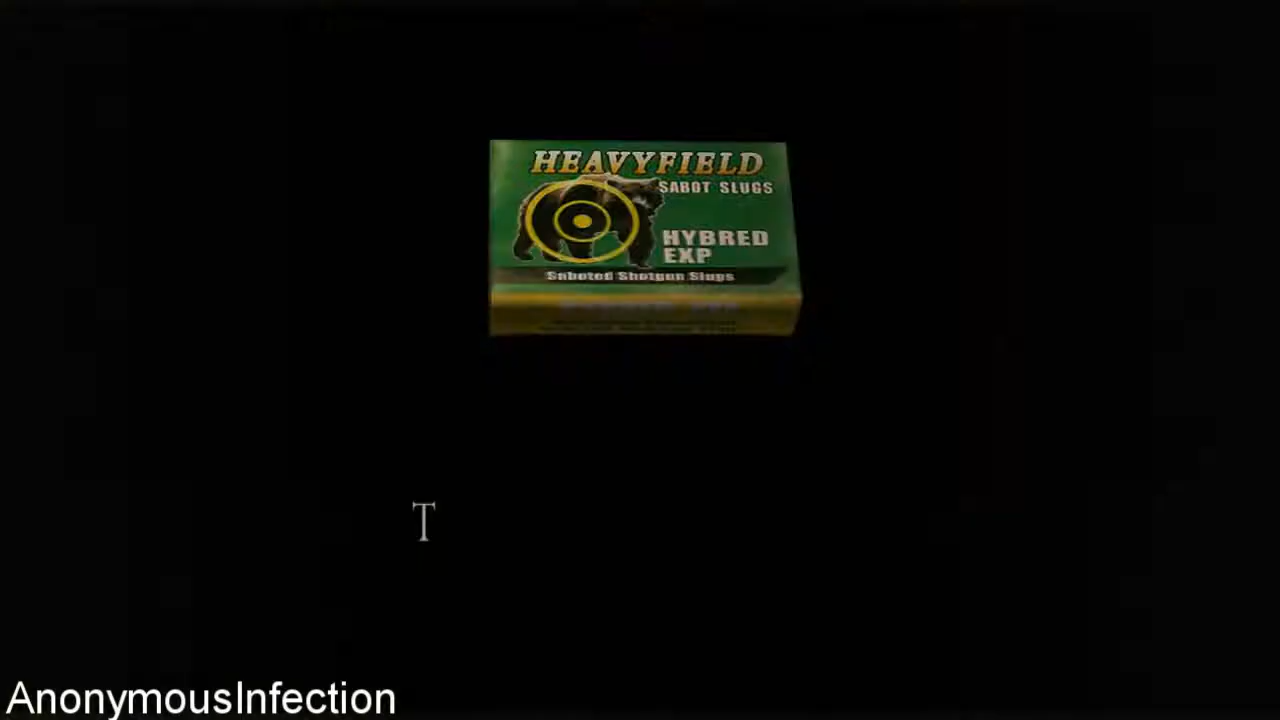 HEAVYFIELD
SABOT SLUGS
HYBRED
EXP
Saboted Shotgun Slugs
T
AnonymousInfection